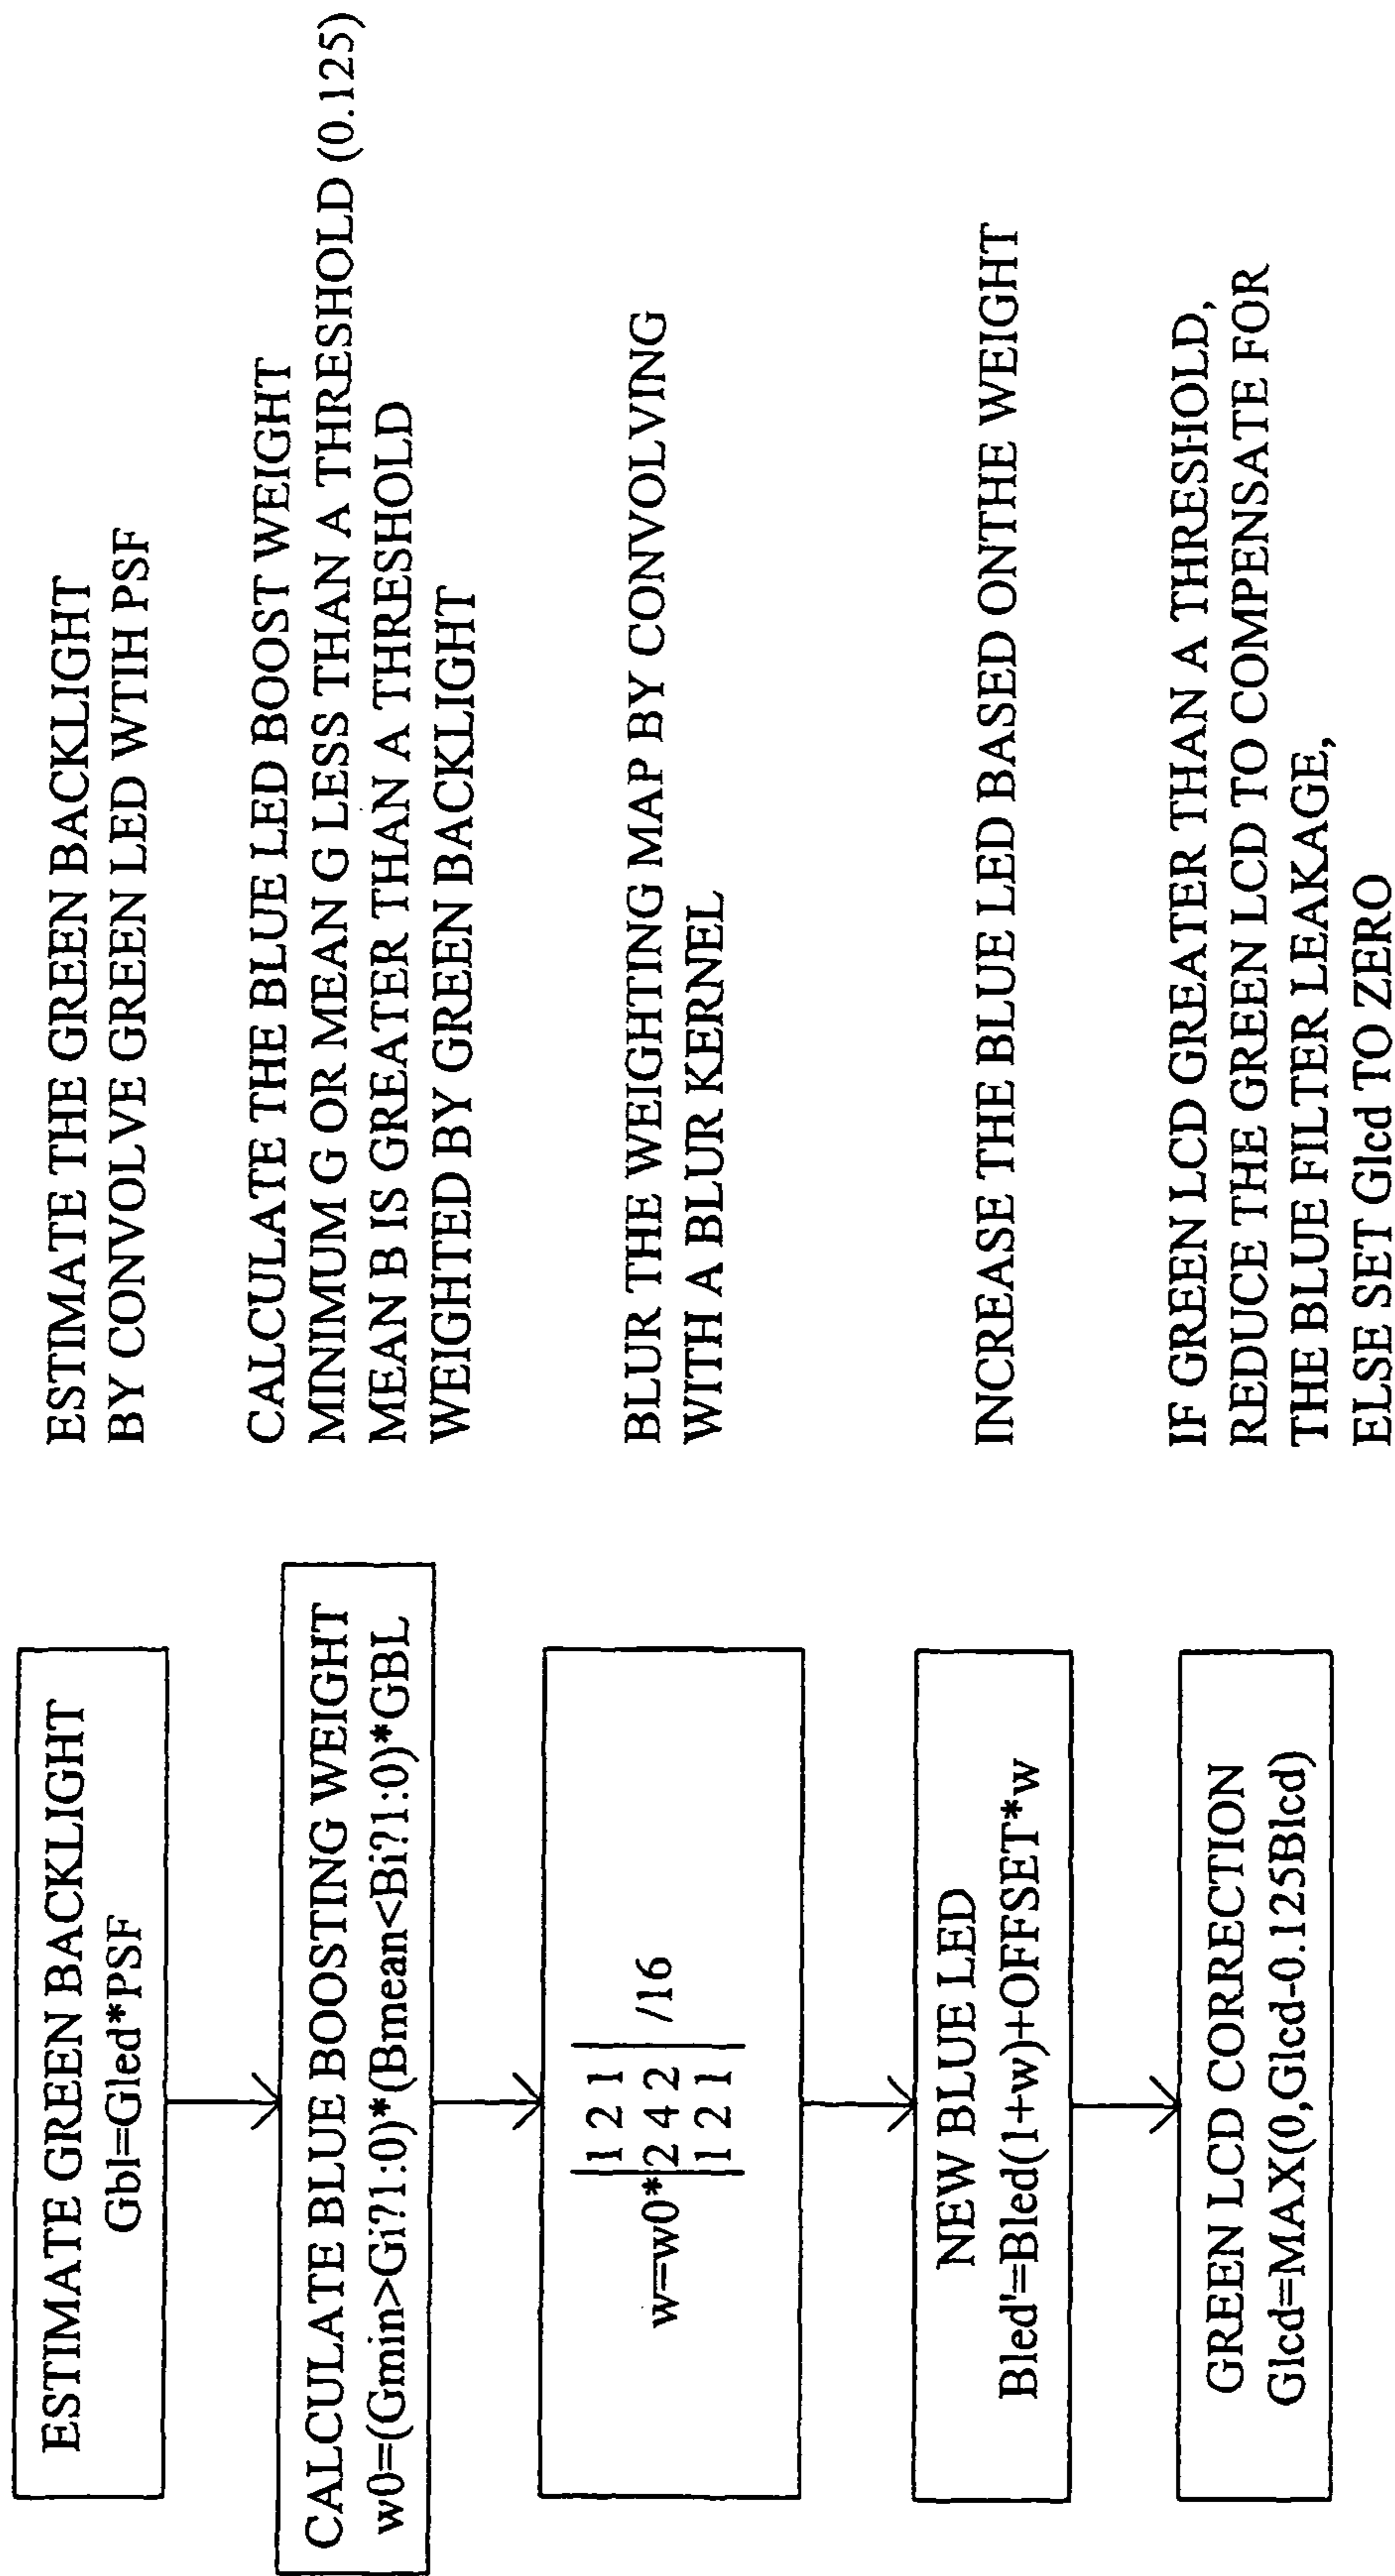 ESTIMATE GREEN BACKLIGHT
Gbl=Gled*PSF
ESTIMATE THE GREEN BACKLIGHT
BY CONVOLVE GREEN LED WTIH PSF
CALCULATE BLUE BOOSTING WEIGHT
w0=(Gmin>Gi?1:0)*(Bmean<Bi?1:0)*GBL
CALCULATE THE BLUE LED BOOST WEIGHT
MINIMUM G OR MEAN G LESS THAN A THRESHOLD (0.125)
MEAN B IS GREATER THAN A THRESHOLD
WEIGHTED BY GREEN BACKLIGHT
1 2 1
w=w0*|2 4 2| /16
1 2 1
BLUR THE WEIGHTING MAP BY CONVOLVING
WITH A BLUR KERNEL
NEW BLUE LED
Bled'=Bled(1+w)+OFFSET*w
INCREASE THE BLUE LED BASED ONTHE WEIGHT
GREEN LCD CORRECTION
Glcd=MAX(0,Glcd-0.125Blcd)
IF GREEN LCD GREATER THAN A THRESHOLD,
REDUCE THE GREEN LCD TO COMPENSATE FOR
THE BLUE FILTER LEAKAGE,
ELSE SET Glcd TO ZERO